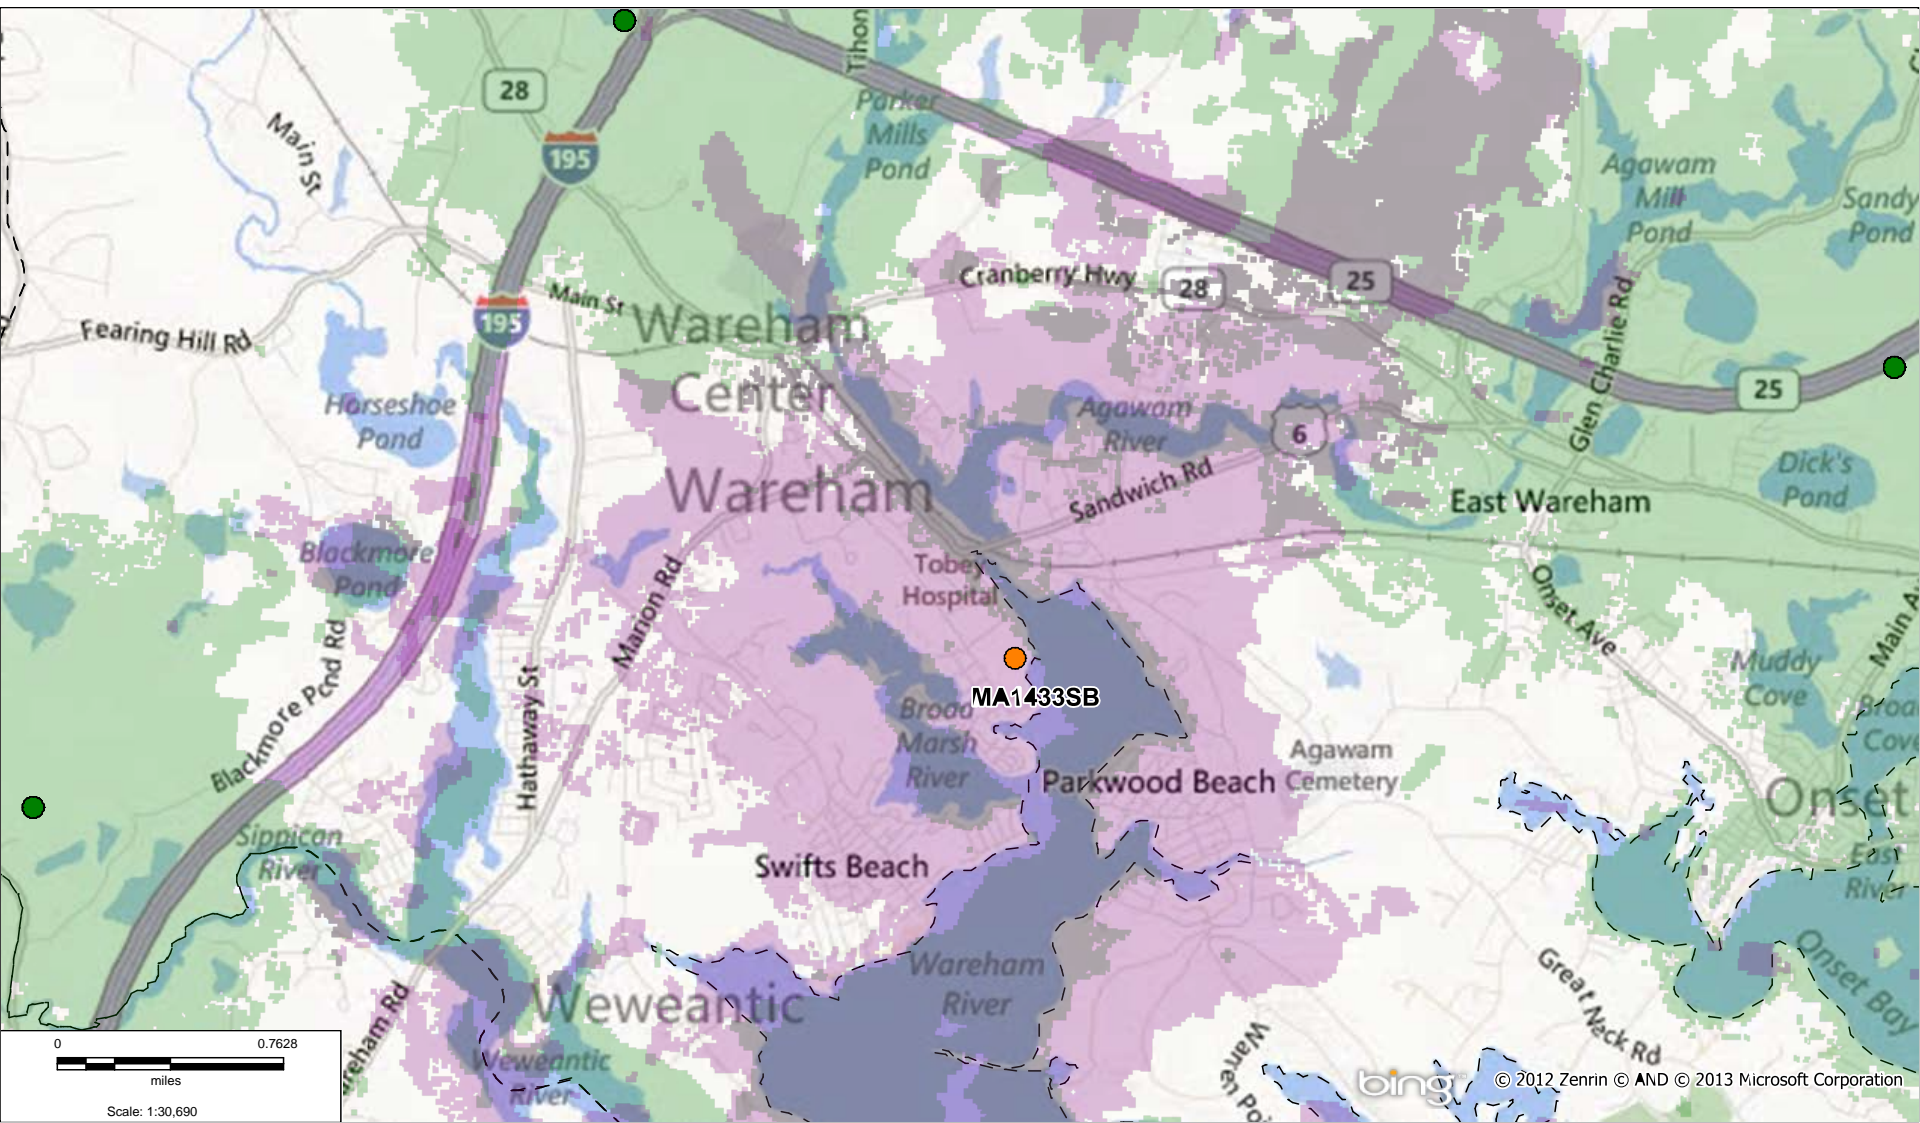 28
Tihon
Parker
Mills
Pond
Main St
195
Agawam
Mill
Pond
Sandy
Pond
Cranberry Hwy
28
25
Main St
195
Wareham
Center
Fearing Hill Rd
Glen Charlie Rd
25
Horseshoe
Pond
Agawam
River
6
Dick's
Pond
Wareham
Sandwich Rd
East Wareham
Blackmore
Pond
Tobey
Hospital
Marion Rd
Onset Ave
Main A
Muddy
Cove
MA1433SB
Broad
Marsh
River
Blackmore Pond Rd
Hathaway St
Agawam
Cemetery
Broa
Cove
Parkwood Beach
Onset
Sippican
River
Swifts Beach
East
River
Wareham
River
Weweantic
Great Neck Rd
Onset Bay
areham Rd
Weweantic
River
Warren Poi
0 0.7628
miles
Scale: 1:30,690
bing™
© 2012 Zenrin © AND © 2013 Microsoft Corporation